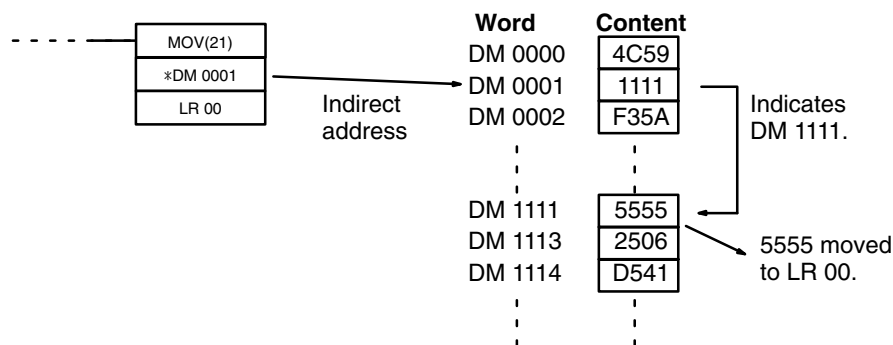 MOV(21)
*DM 0001
LR 00
Indirect
address
Word Content
DM 0000 4C59
DM 0001 1111
DM 0002 F35A
Indicates
DM 1111.
DM 1111 5555
DM 1113 2506
DM 1114 D541
5555 moved
to LR 00.